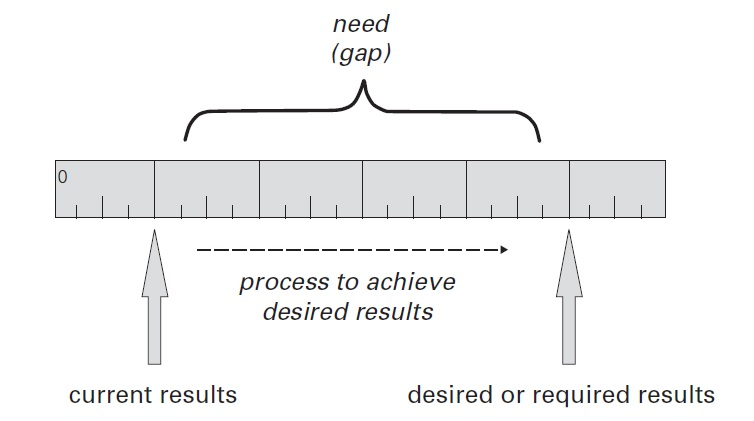 need
(gap)
0
process to achieve
desired results
current results
desired or required results